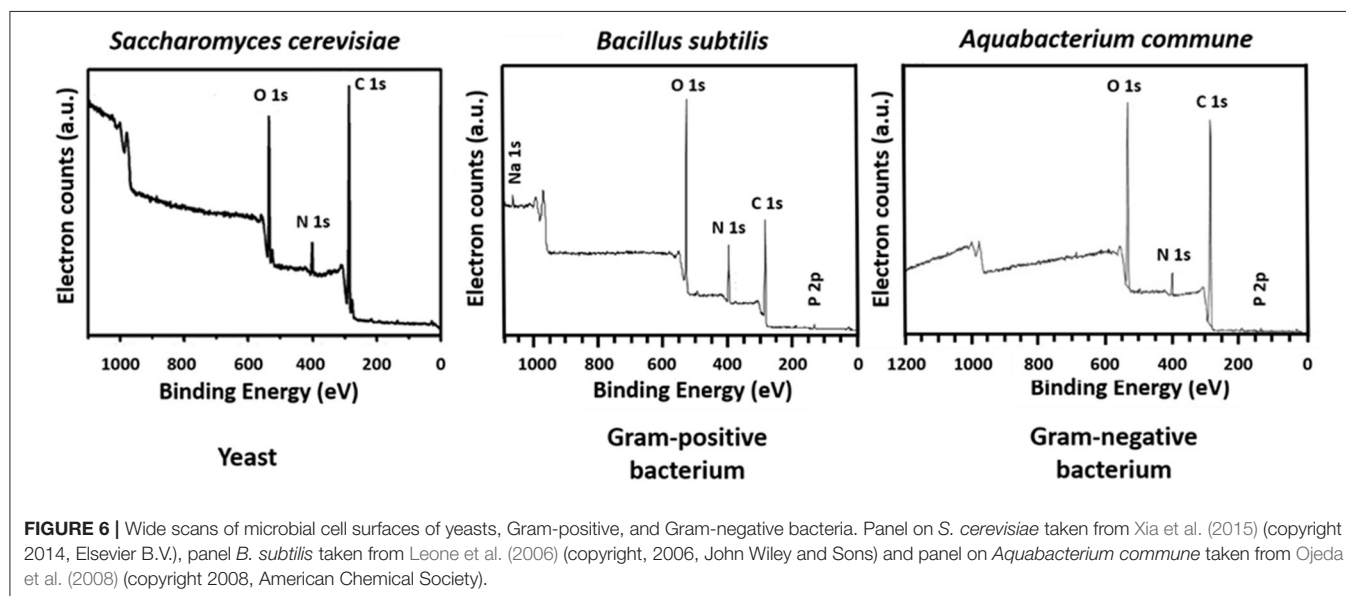 Saccharomyces cerevisiae
Bacillus subtilis
Aquabacterium commune
Electron counts (a.u.)
O 1s
C 1s
N 1s
1000 800 600 400 200 0
Binding Energy (eV)
Yeast
Electron counts (a.u.)
Na 1s
O 1s
N 1s
C 1s
P 2p
1000 800 600 400 200 0
Binding Energy (eV)
Gram-positive
bacterium
Electron counts (a.u.)
O 1s
C 1s
N 1s
P 2p
1200 1000 800 600 400 200 0
Binding Energy (eV)
Gram-negative
bacterium
FIGURE 6 | Wide scans of microbial cell surfaces of yeasts, Gram-positive, and Gram-negative bacteria. Panel on S. cerevisiae taken from Xia et al. (2015) (copyright
2014, Elsevier B.V.), panel B. subtilis taken from Leone et al. (2006) (copyright, 2006, John Wiley and Sons) and panel on Aquabacterium commune taken from Ojeda
et al. (2008) (copyright 2008, American Chemical Society).